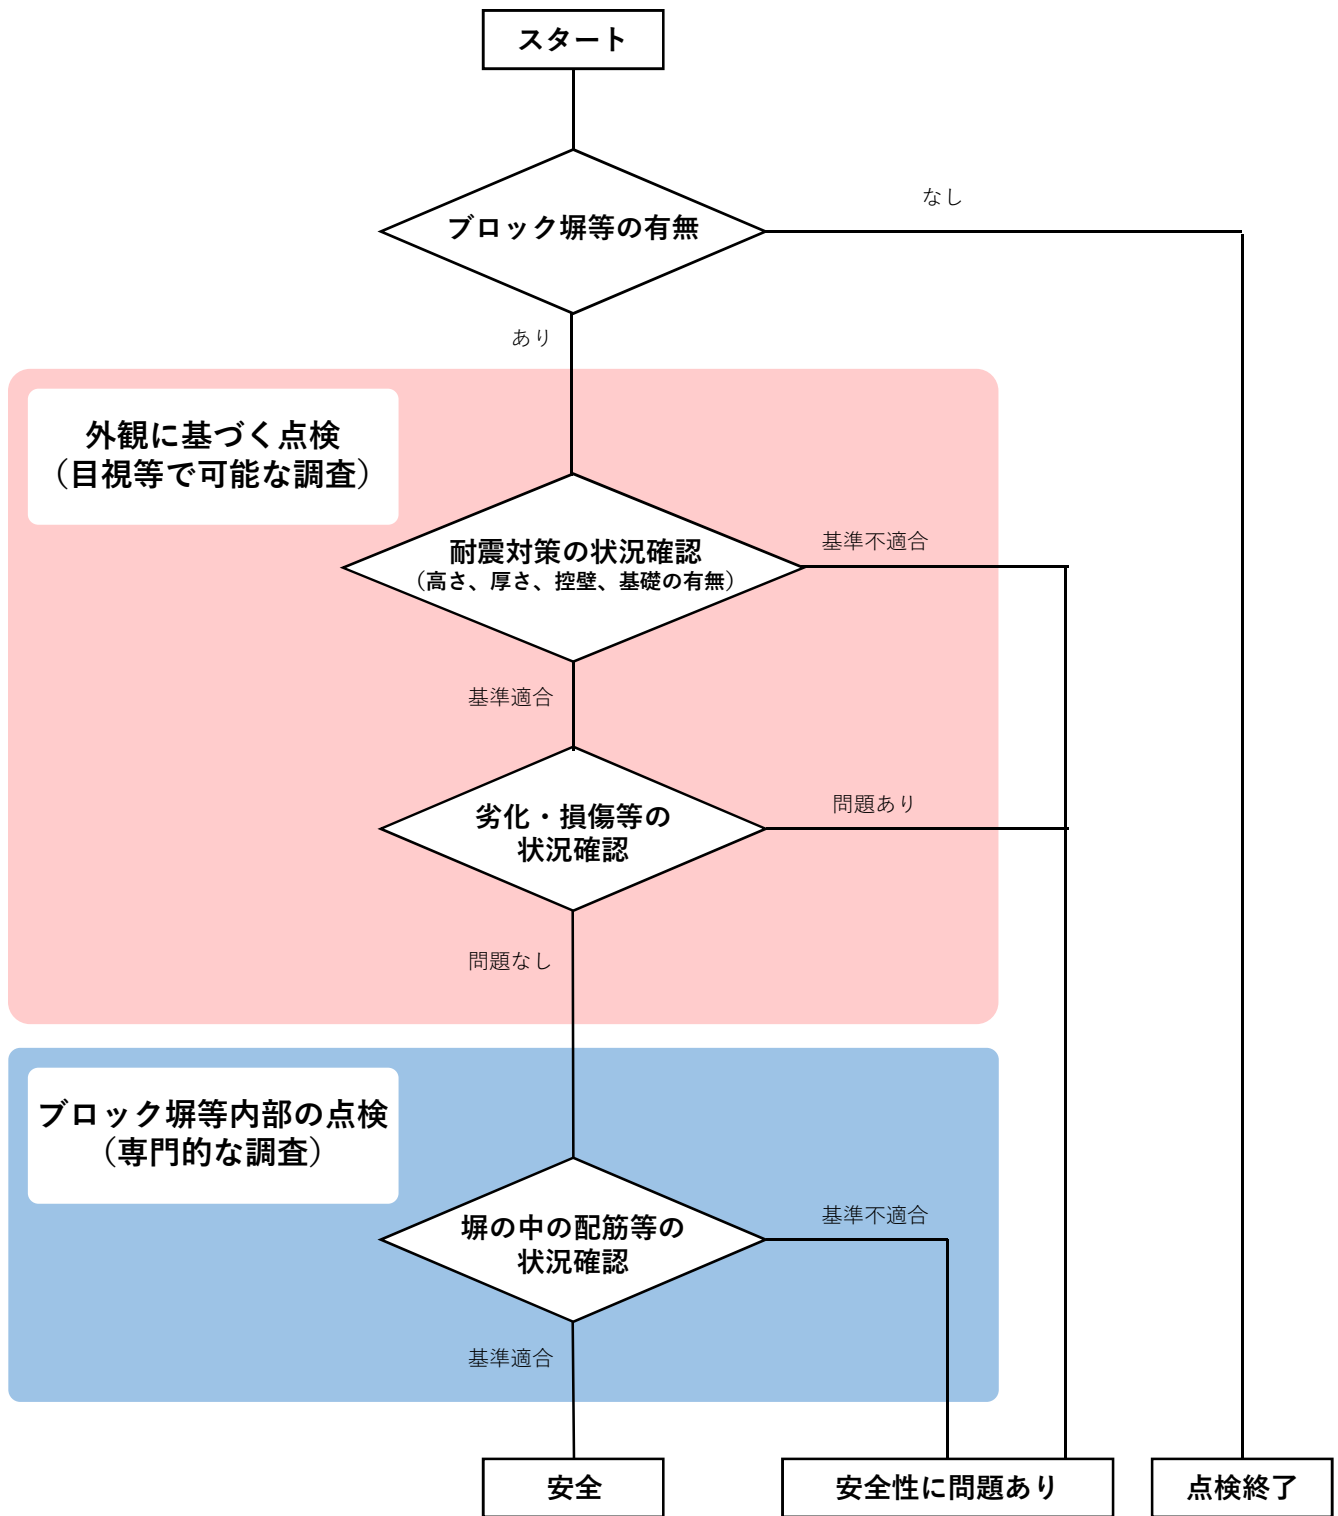 スタート
ブロック塀等の有無
なし
あり
外観に基づく点検
（目視等で可能な調査）
耐震対策の状況確認
（高さ、厚さ、控壁、基礎の有無）
基準不適合
基準適合
劣化・損傷等の
状況確認
問題あり
問題なし
ブロック塀等内部の点検
（専門的な調査）
塀の中の配筋等の
状況確認
基準不適合
基準適合
安全
安全性に問題あり
点検終了